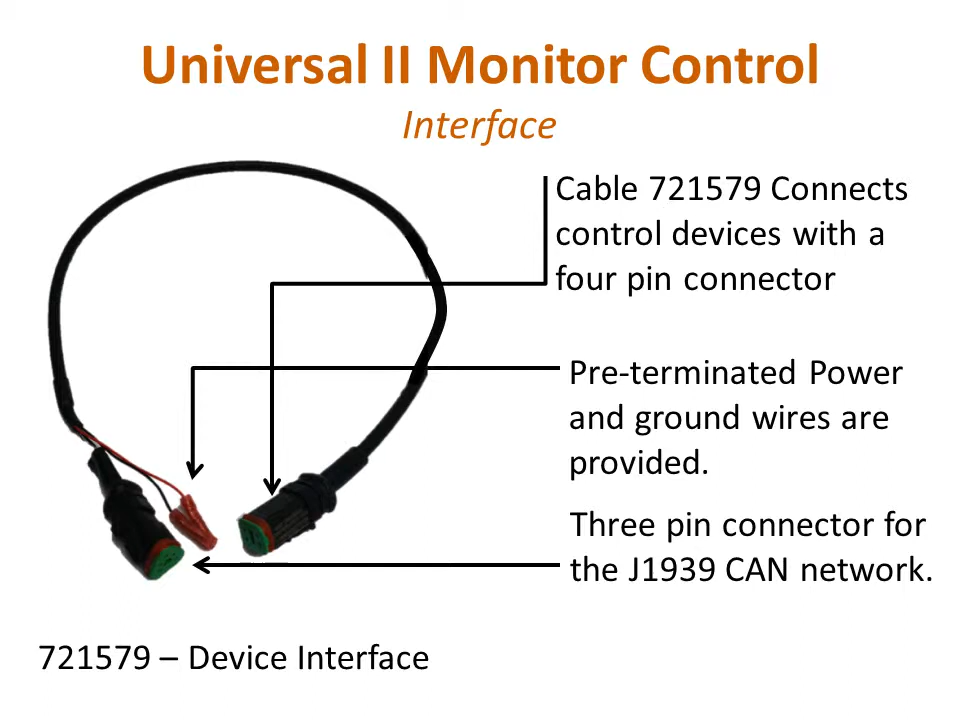 Universal II Monitor Control
Interface
Cable 721579 Connects
control devices with a
four pin connector
Pre-terminated Power
and ground wires are
provided.
Three pin connector for
the J1939 CAN network.
721579 – Device Interface